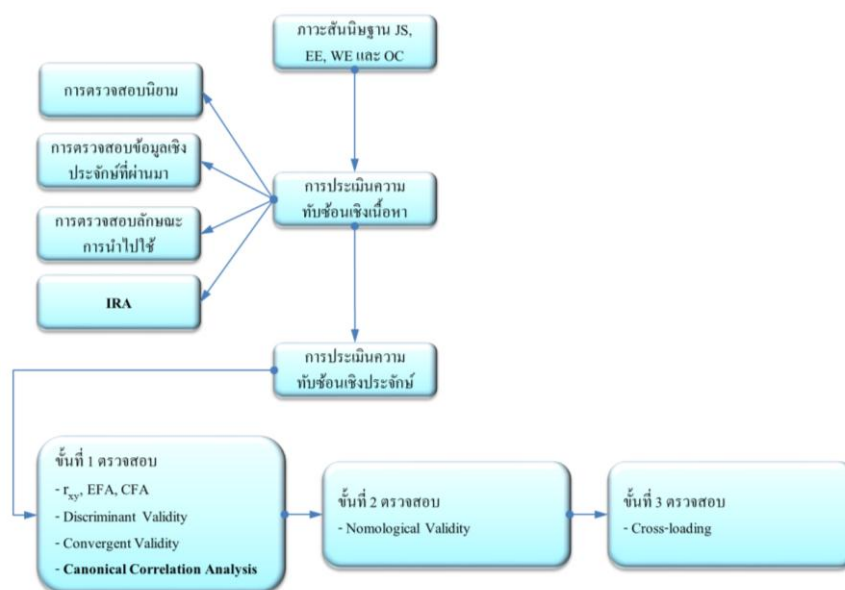 ภาวะสันนิษฐาน JS,
EE, WE และ OC
การตรวจสอบนิยาม
การตรวจสอบข้อมูลเชิง
ประจักษ์ที่ผ่านมา
การตรวจสอบลักษณะ
การนำไปใช้
IRA
การประเมินความ
ทับซ้อนเชิงเนื้อหา
การประเมินความ
ทับซ้อนเชิงประจักษ์
ขั้นที่ 1 ตรวจสอบ
- rxy, EFA, CFA
- Discriminant Validity
- Convergent Validity
- Canonical Correlation Analysis
ขั้นที่ 2 ตรวจสอบ
- Nomological Validity
ขั้นที่ 3 ตรวจสอบ
- Cross-loading